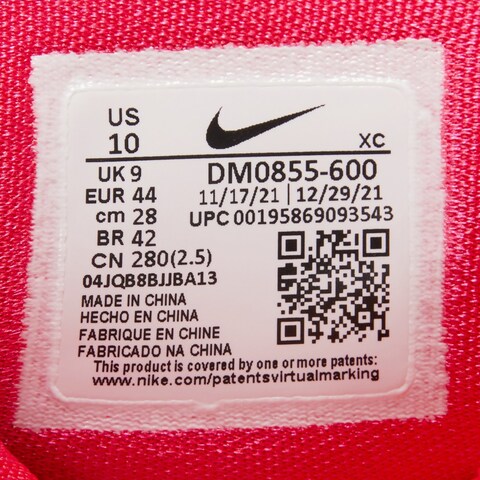 US
10
XC
UK 9
DM0855-600
EUR 44
11/17/21 | 12/29/21
cm 28
UPC 00195869093543
BR 42
CN 280(2.5)
04JQB8BJJBA13
MADE IN CHINA
HECHO EN CHINA
FABRIQUE EN CHINE
FABRICADO NA CHINA
This product is covered by one or more patents:
www.nike.com/patentsvirtualmarking